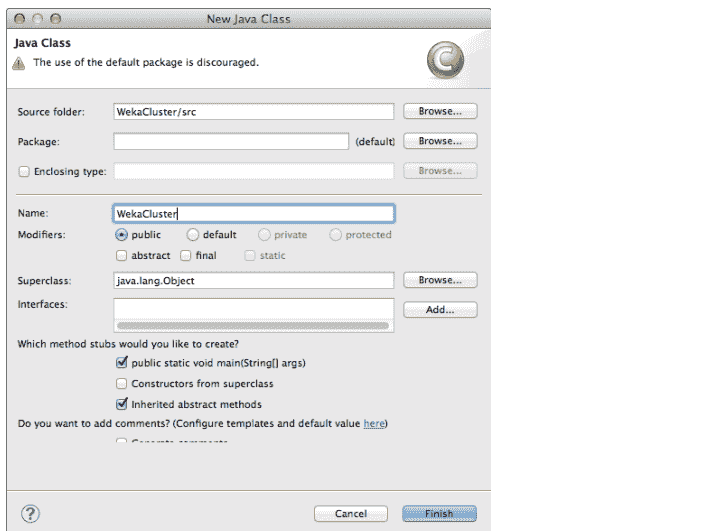 New Java Class
Java Class
The use of the default package is discouraged.
C
Source folder: WekaCluster/src Browse...
Package: (default) Browse...
Enclosing type: Browse...
Name: WekaCluster
Modifiers: public default private protected
abstract final static
Superclass: java.lang.Object Browse...
Interfaces: Add...
Which method stubs would you like to create?
public static void main(String[] args)
Constructors from superclass
Inherited abstract methods
Do you want to add comments? (Configure templates and default value here)
Generate comments
? Cancel Finish